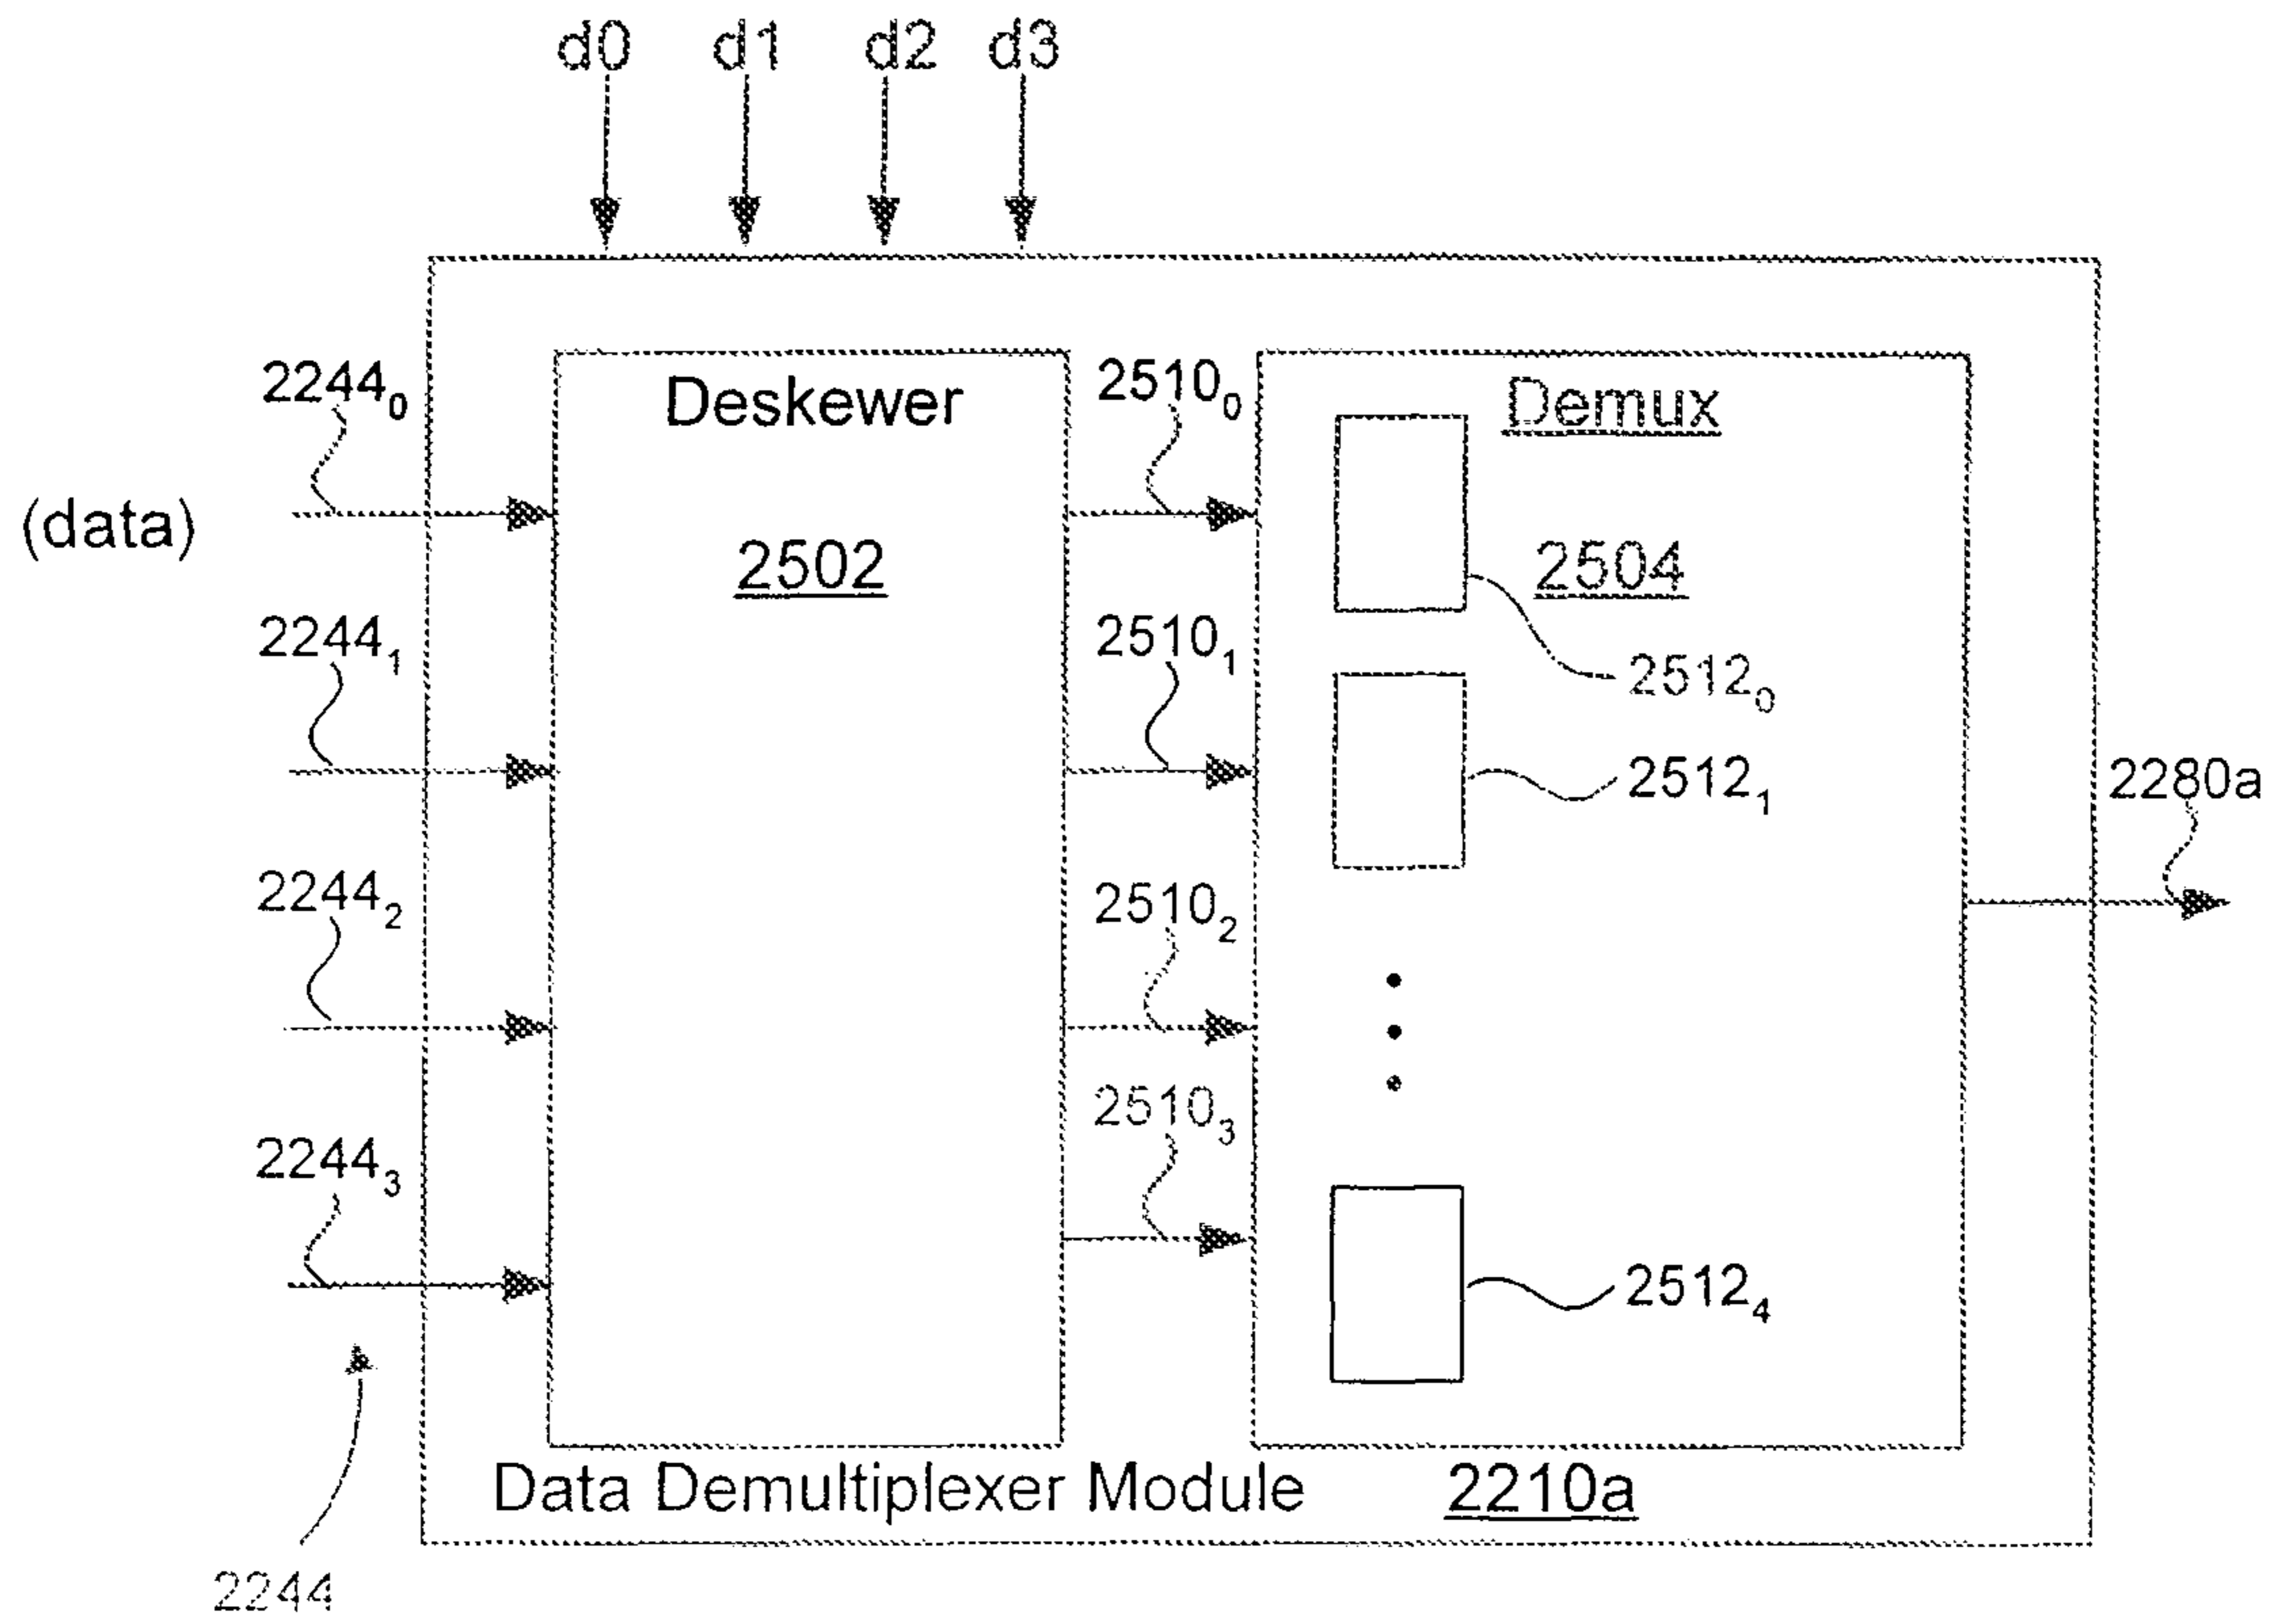 d0 d1 d2 d3
2244₀ Deskewer 2510₀ Demux
(data) 2502 2504
2244₁ 2510₁ 2512₀
2512₁ 2280a
2244₂ 2510₂
2510₃
2244₃
2512₄
Data Demultiplexer Module 2210a
2244